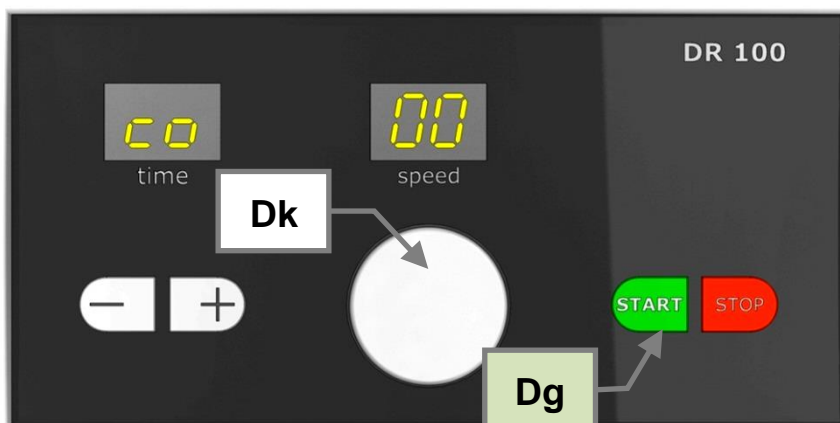 DR 100
co
00
time
speed
Dk
− +
START STOP
Dg